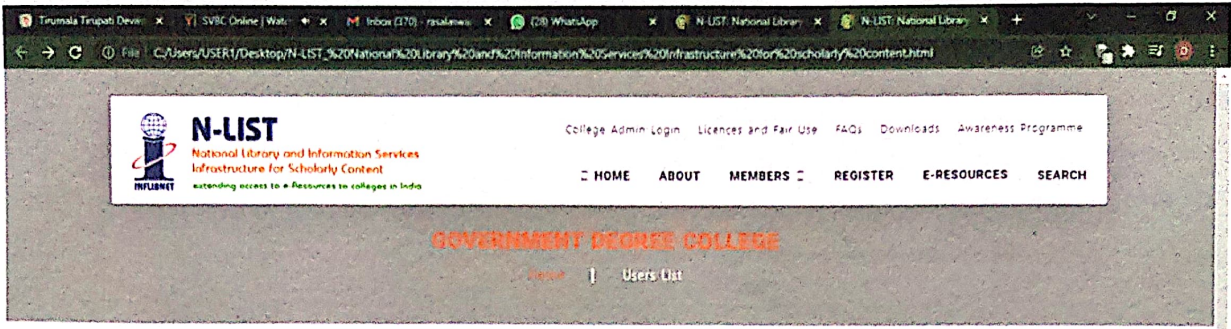 Tirumala Tirupati Deva
SVBC Online | Wat
Inbox (370) - rasalaswa
(28) WhatsApp
N-LIST: National Library
N-LIST: National Library
File C:/Users/USER1/Desktop/N-LIST_%20National%20Library%20and%20Information%20Services%20Infrastructure%20for%20scholarly%20content.html
N-LIST
National Library and Information Services
Infrastructure for Scholarly Content
extending access to e-Resources to colleges in India
INFLIBNET
College Admin Login Licences and Fair Use FAQs Downloads Awareness Programme
HOME ABOUT MEMBERS REGISTER E-RESOURCES SEARCH
GOVERNMENT DEGREE COLLEGE
Home | Users List